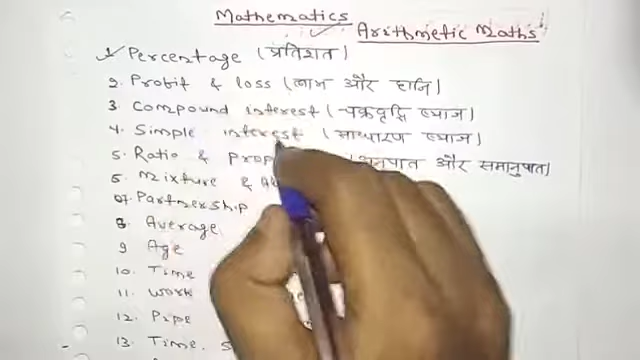 Mathematics
Arithmetic Maths
1. Percentage (प्रतिशत)
2. Profit & loss (लाभ और हानि)
3. Compound interest (चक्रवृद्धि ब्याज)
4. Simple interest (साधारण ब्याज)
5. Ratio & अनुपात और समानुपात)
6. Mixture &
07. Partnership
8. Average
9 Age
10. Time
11. Work
12. Pipe
13. Time.